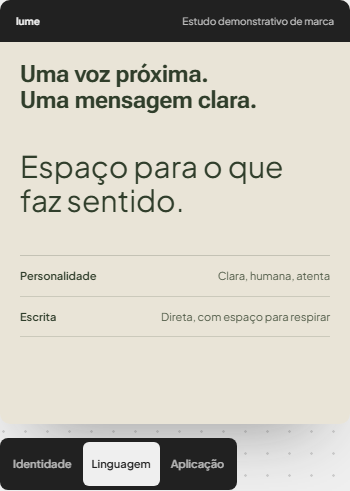 lume
Estudo demonstrativo de marca
Uma voz próxima.
Uma mensagem clara.
Espaço para o que
faz sentido.
Personalidade
Clara, humana, atenta
Escrita
Direta, com espaço para respirar
Identidade
Linguagem
Aplicação